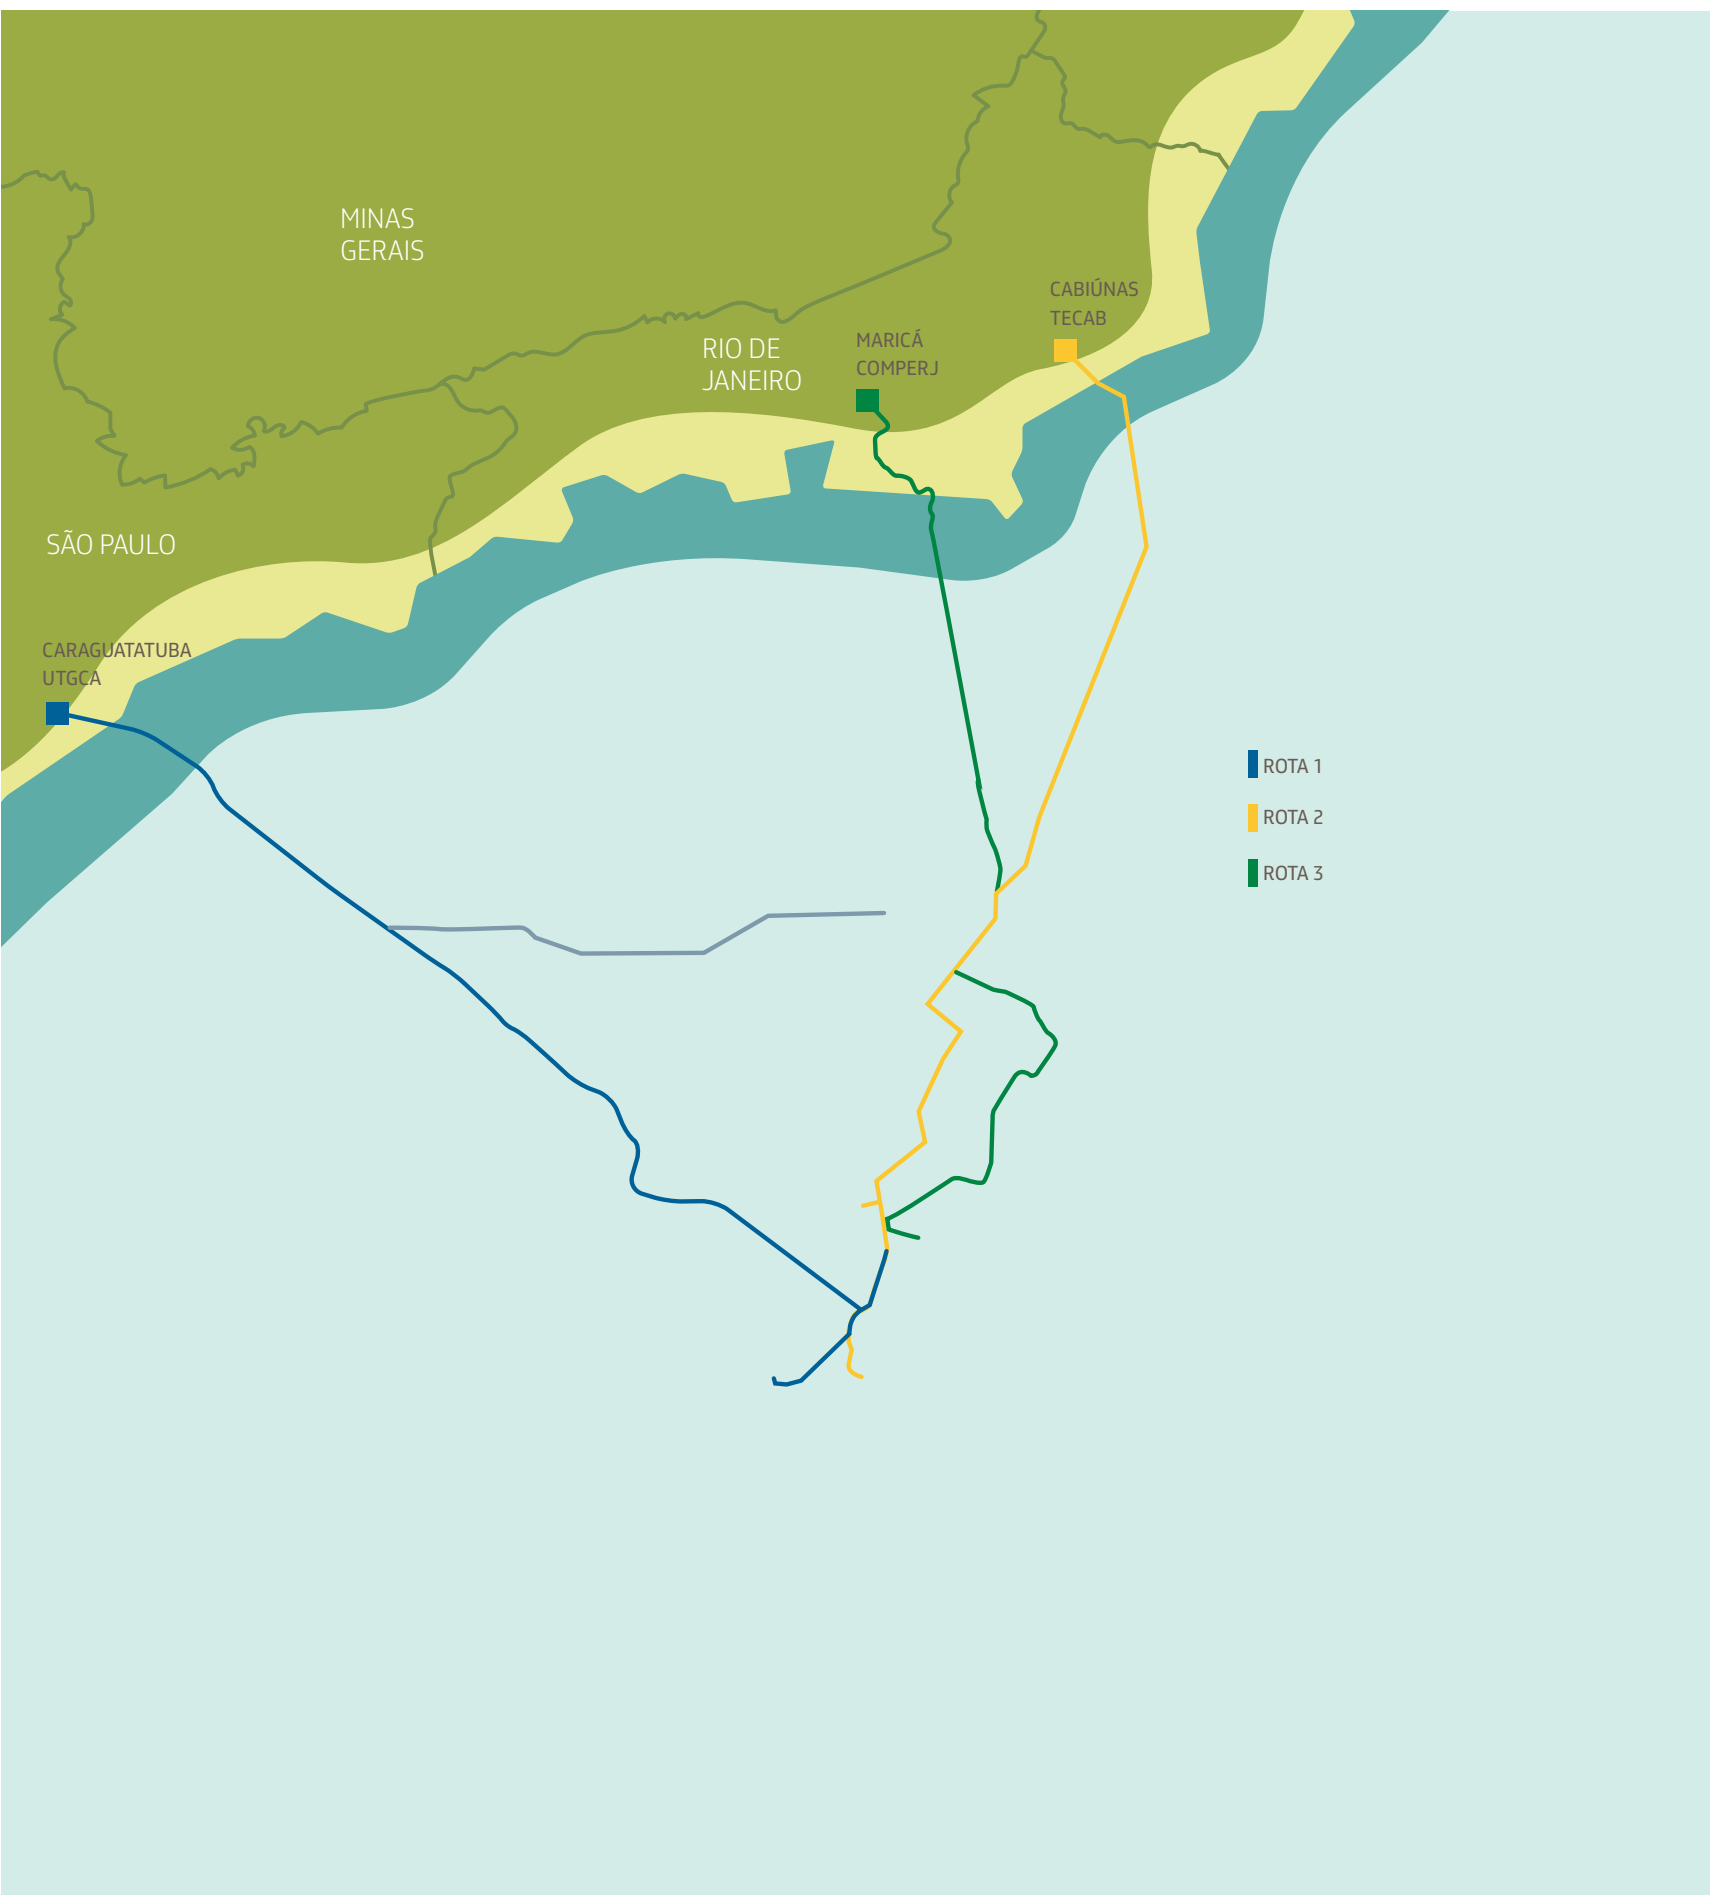 MINAS
GERAIS
CABIÚNAS
TECAB
RIO DE
JANEIRO
MARICÁ
COMPERJ
SÃO PAULO
CARAGUATATUBA
UTGCA
ROTA 1
ROTA 2
ROTA 3